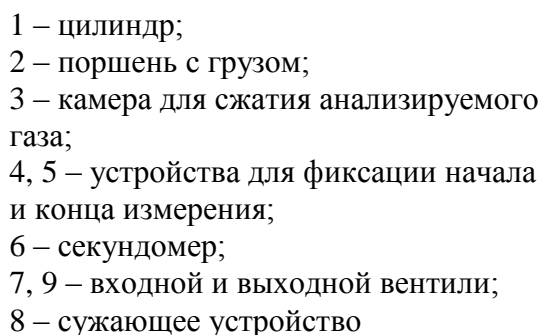 1 – цилиндр;
2 – поршень с грузом;
3 – камера для сжатия анализируемого
газа;
4, 5 – устройства для фиксации начала
и конца измерения;
6 – секундомер;
7, 9 – входной и выходной вентили;
8 – сужающее устройство